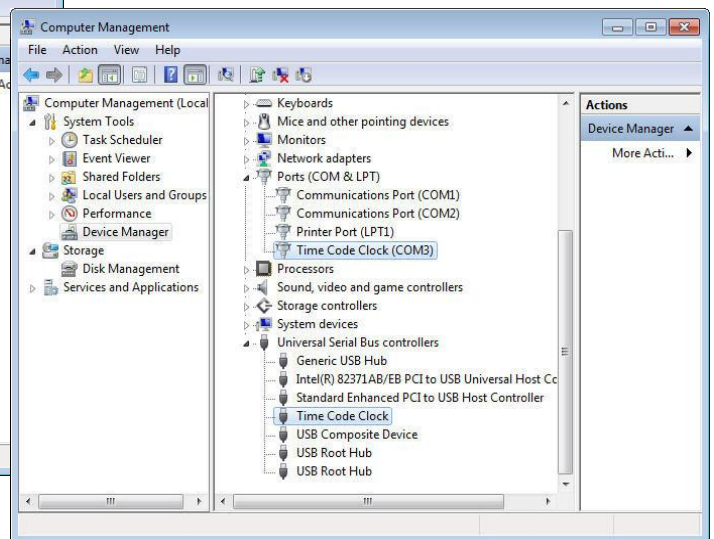 Computer Management
File Action View Help
Computer Management (Local
System Tools
Task Scheduler
Event Viewer
Shared Folders
Local Users and Groups
Performance
Device Manager
Storage
Disk Management
Services and Applications
Keyboards
Mice and other pointing devices
Monitors
Network adapters
Ports (COM & LPT)
Communications Port (COM1)
Communications Port (COM2)
Printer Port (LPT1)
Time Code Clock (COM3)
Processors
Sound, video and game controllers
Storage controllers
System devices
Universal Serial Bus controllers
Generic USB Hub
Intel(R) 82371AB/EB PCI to USB Universal Host Cc
Standard Enhanced PCI to USB Host Controller
Time Code Clock
USB Composite Device
USB Root Hub
USB Root Hub
Actions
Device Manager
More Acti...